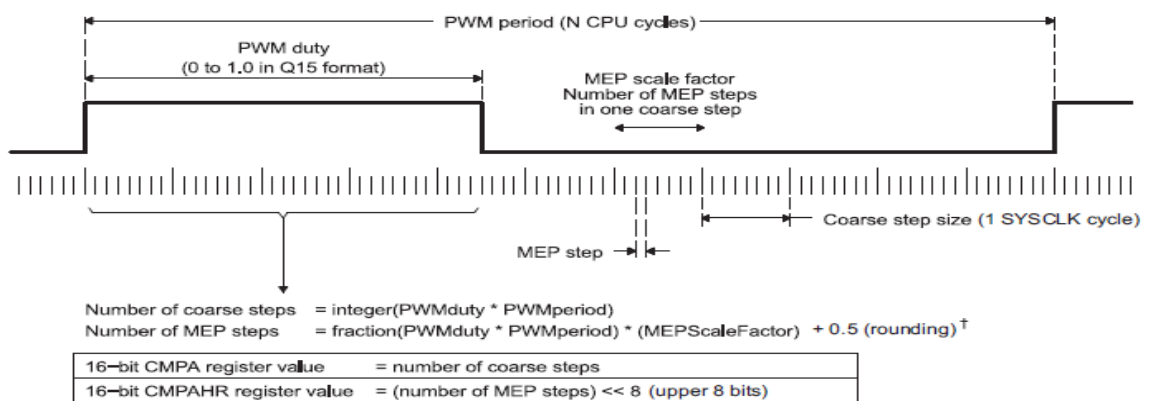 PWM period (N CPU cycles)
PWM duty
(0 to 1.0 in Q15 format)
MEP scale factor
Number of MEP steps
in one coarse step
Coarse step size (1 SYSCLK cycle)
MEP step
Number of coarse steps = integer(PWMduty * PWMperiod)
Number of MEP steps = fraction(PWMduty * PWMperiod) * (MEPScaleFactor) + 0.5 (rounding)†
16−bit CMPA register value = number of coarse steps
16−bit CMPAHR register value = (number of MEP steps) << 8 (upper 8 bits)